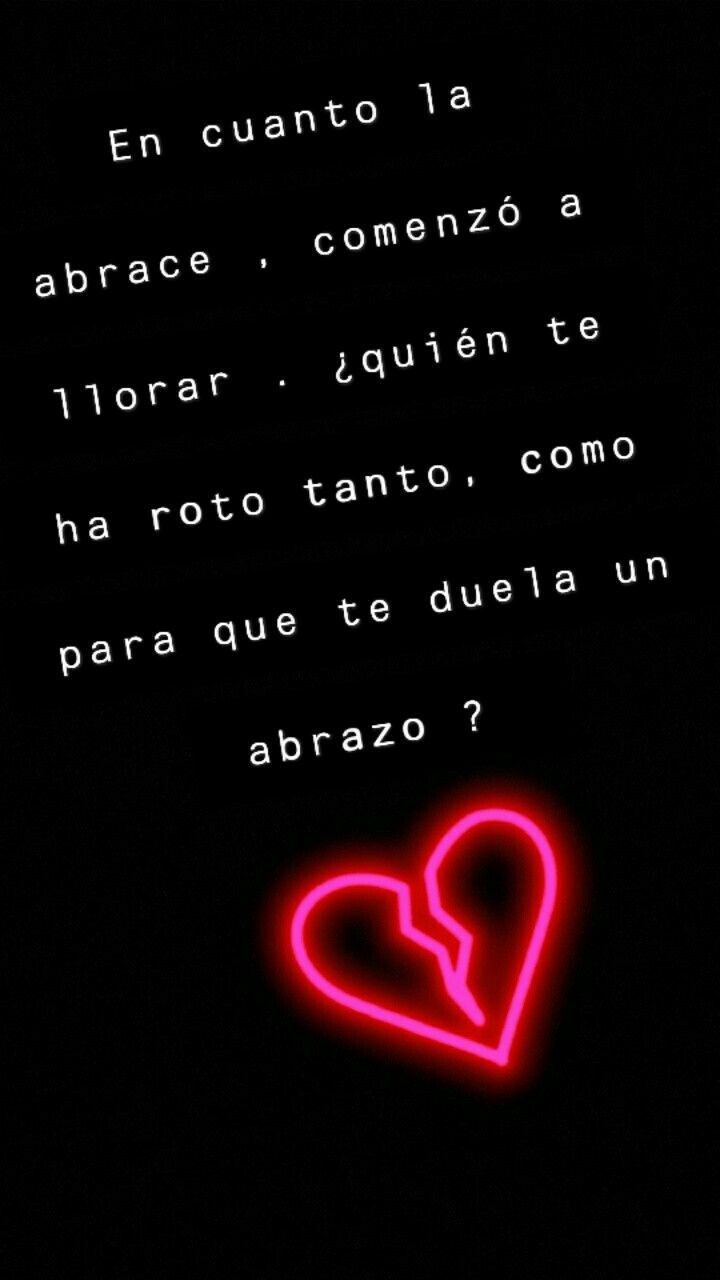 En cuanto la
abrace , comenzó a
llorar . ¿quién te
ha roto tanto, como
para que te duela un
abrazo ?